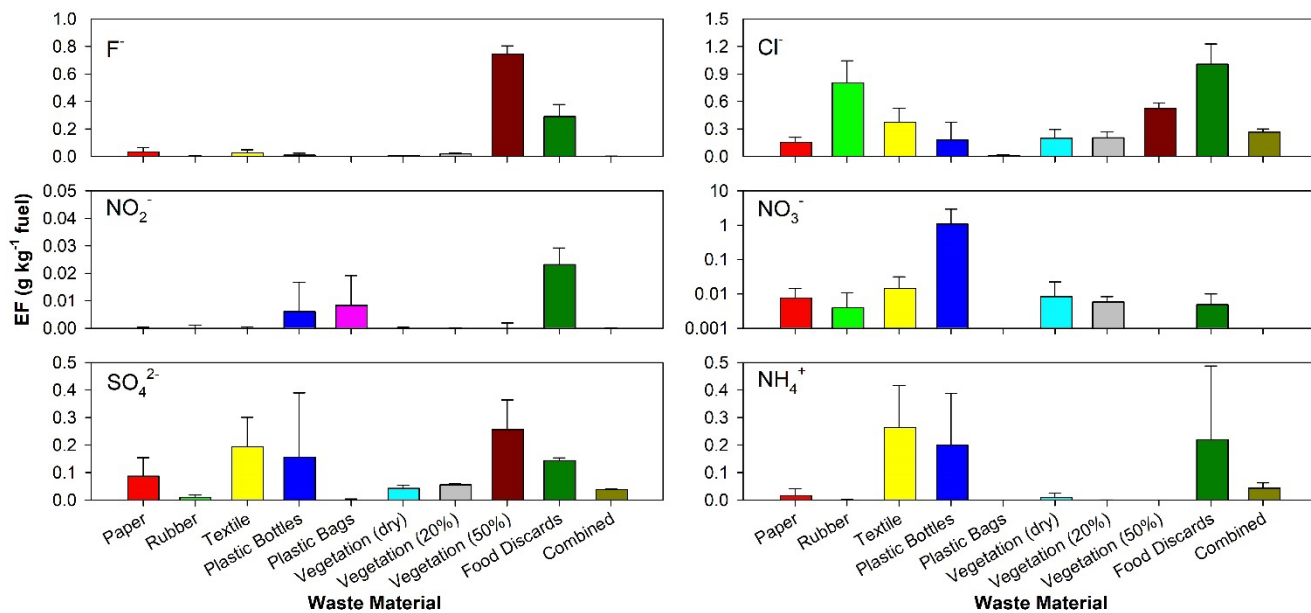 F⁻
1.0
0.8
0.6
0.4
0.2
0.0
Cl⁻
1.5
1.2
0.9
0.6
0.3
0.0
NO₂⁻
0.05
0.04
0.03
0.02
0.01
0.00
NO₃⁻
10
1
0.1
0.01
0.001
SO₄²⁻
0.5
0.4
0.3
0.2
0.1
0.0
NH₄⁺
0.5
0.4
0.3
0.2
0.1
0.0
EF (g kg⁻¹ fuel)
Paper
Rubber
Textile
Plastic Bottles
Plastic Bags
Vegetation (dry)
Vegetation (20%)
Vegetation (50%)
Food Discards
Combined
Waste Material
Paper
Rubber
Textile
Plastic Bottles
Plastic Bags
Vegetation (dry)
Vegetation (20%)
Vegetation (50%)
Food Discards
Combined
Waste Material